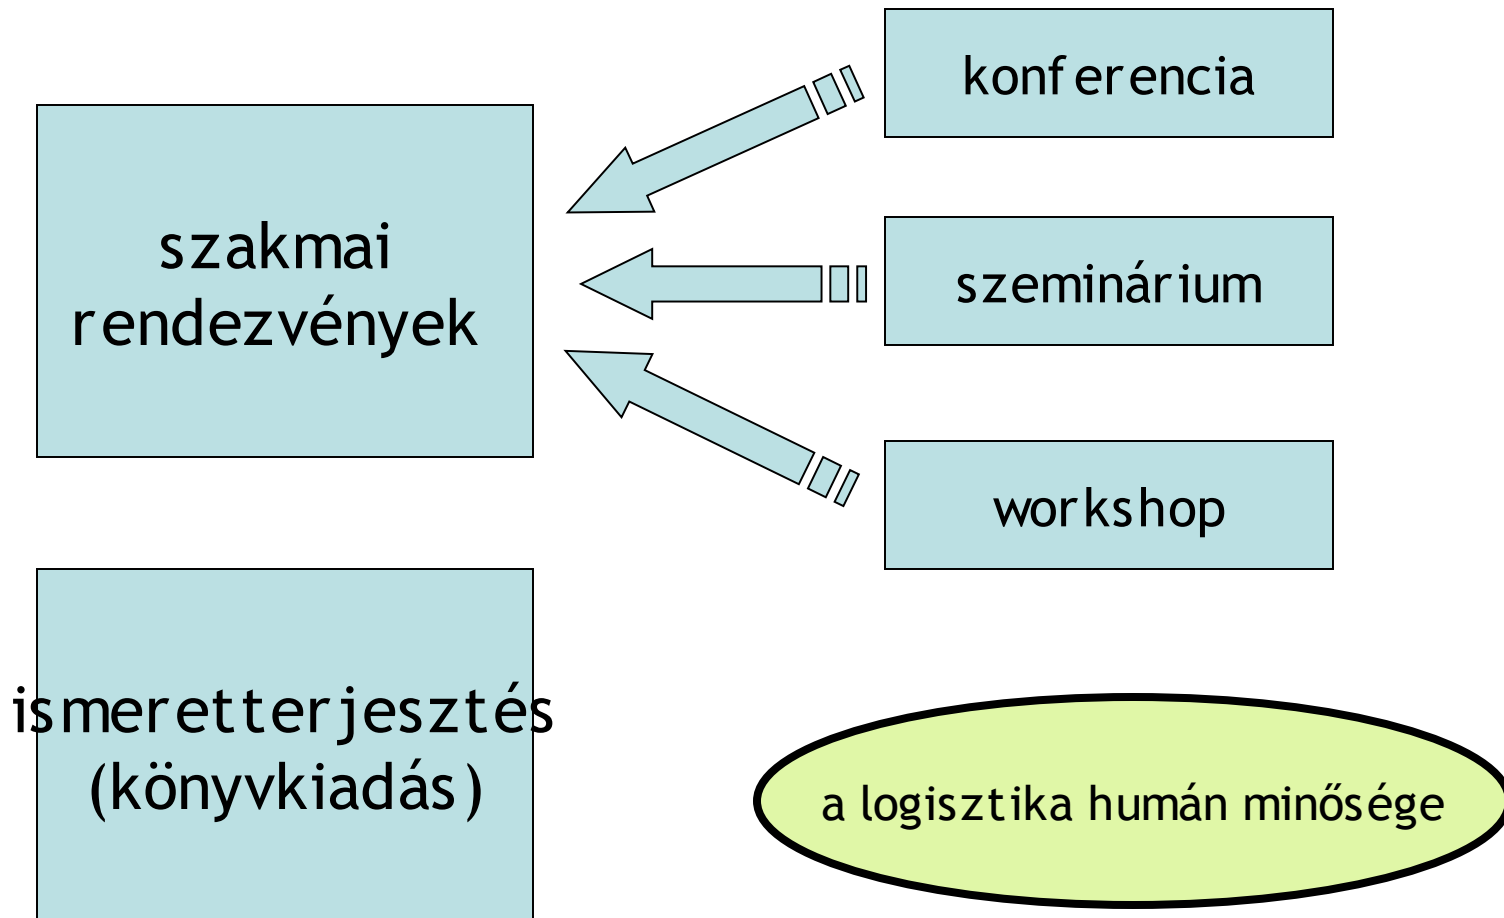 konferencia
szakmai
rendezvények
szeminárium
workshop
ismeretterjesztés
(könyvkiadás)
a logisztika humán minősége